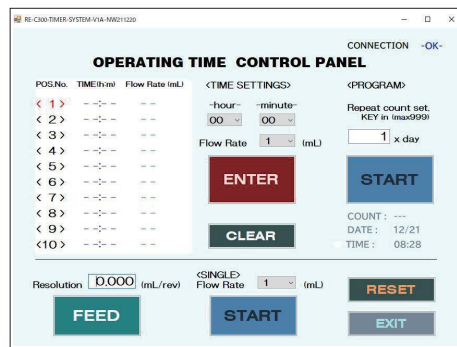 RE-C300-TIMER-SYSTEM-V1A-NW211220
CONNECTION -OK-
OPERATING TIME CONTROL PANEL
POS.No. TIME(h:m) Flow Rate (mL)
< 1 > --:-- --
< 2 > --:-- --
< 3 > --:-- --
< 4 > --:-- --
< 5 > --:-- --
< 6 > --:-- --
< 7 > --:-- --
< 8 > --:-- --
< 9 > --:-- --
<10 > --:-- --
<TIME SETTINGS>
-hour- -minute-
00 00
Flow Rate 1 (mL)
ENTER
CLEAR
<PROGRAM>
Repeat count set.
KEY in (max999)
1 x day
START
COUNT : ---
DATE : 12/21
TIME : 08:28
Resolution 0.000 (mL/rev)
FEED
<SINGLE>
Flow Rate 1 (mL)
START
RESET
EXIT